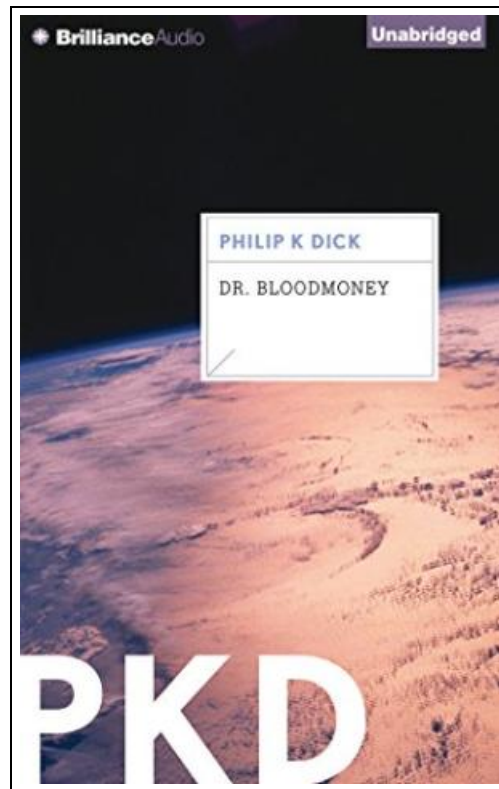 BrillianceAudio
Unabridged
PHILIP K DICK
DR. BLOODMONEY
PKD